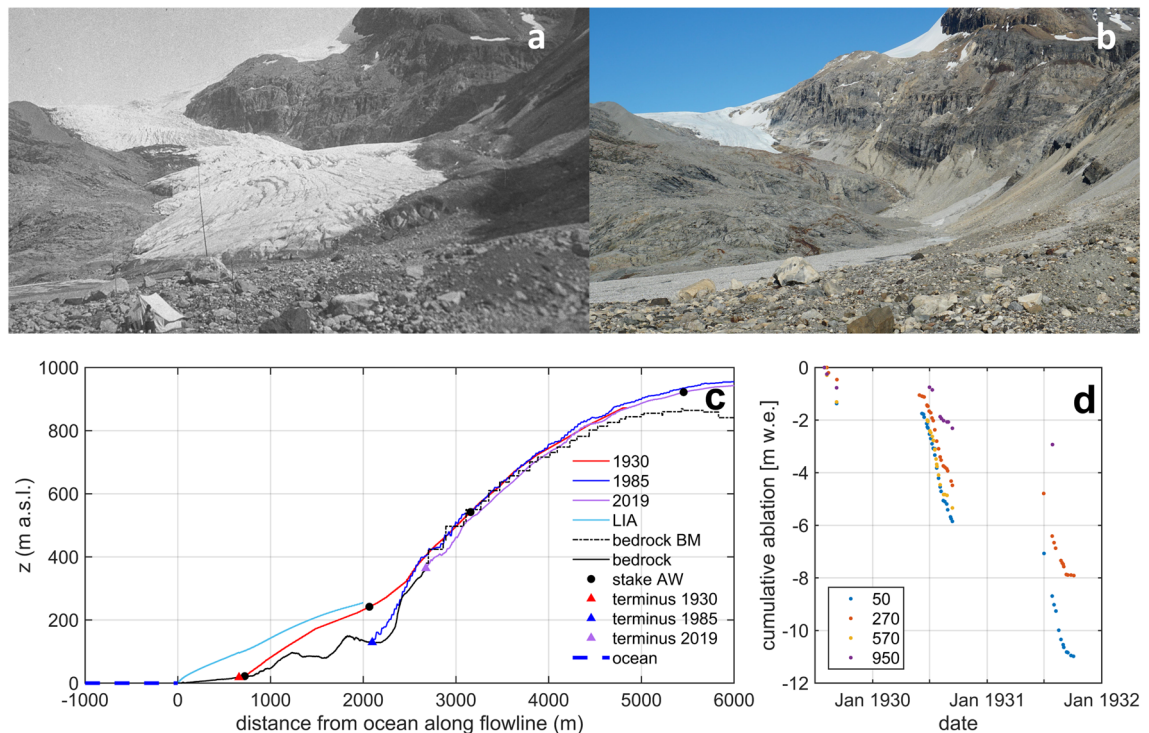 a
b
c
1000
800
600
400
200
0
z (m a.s.l.)
-1000
0
1000
2000
3000
4000
5000
6000
distance from ocean along flowline (m)
1930
1985
2019
LIA
bedrock BM
bedrock
stake AW
terminus 1930
terminus 1985
terminus 2019
ocean
d
0
-2
-4
-6
-8
-10
-12
cumulative ablation [m w.e.]
50
270
570
950
Jan 1930
Jan 1931
Jan 1932
date